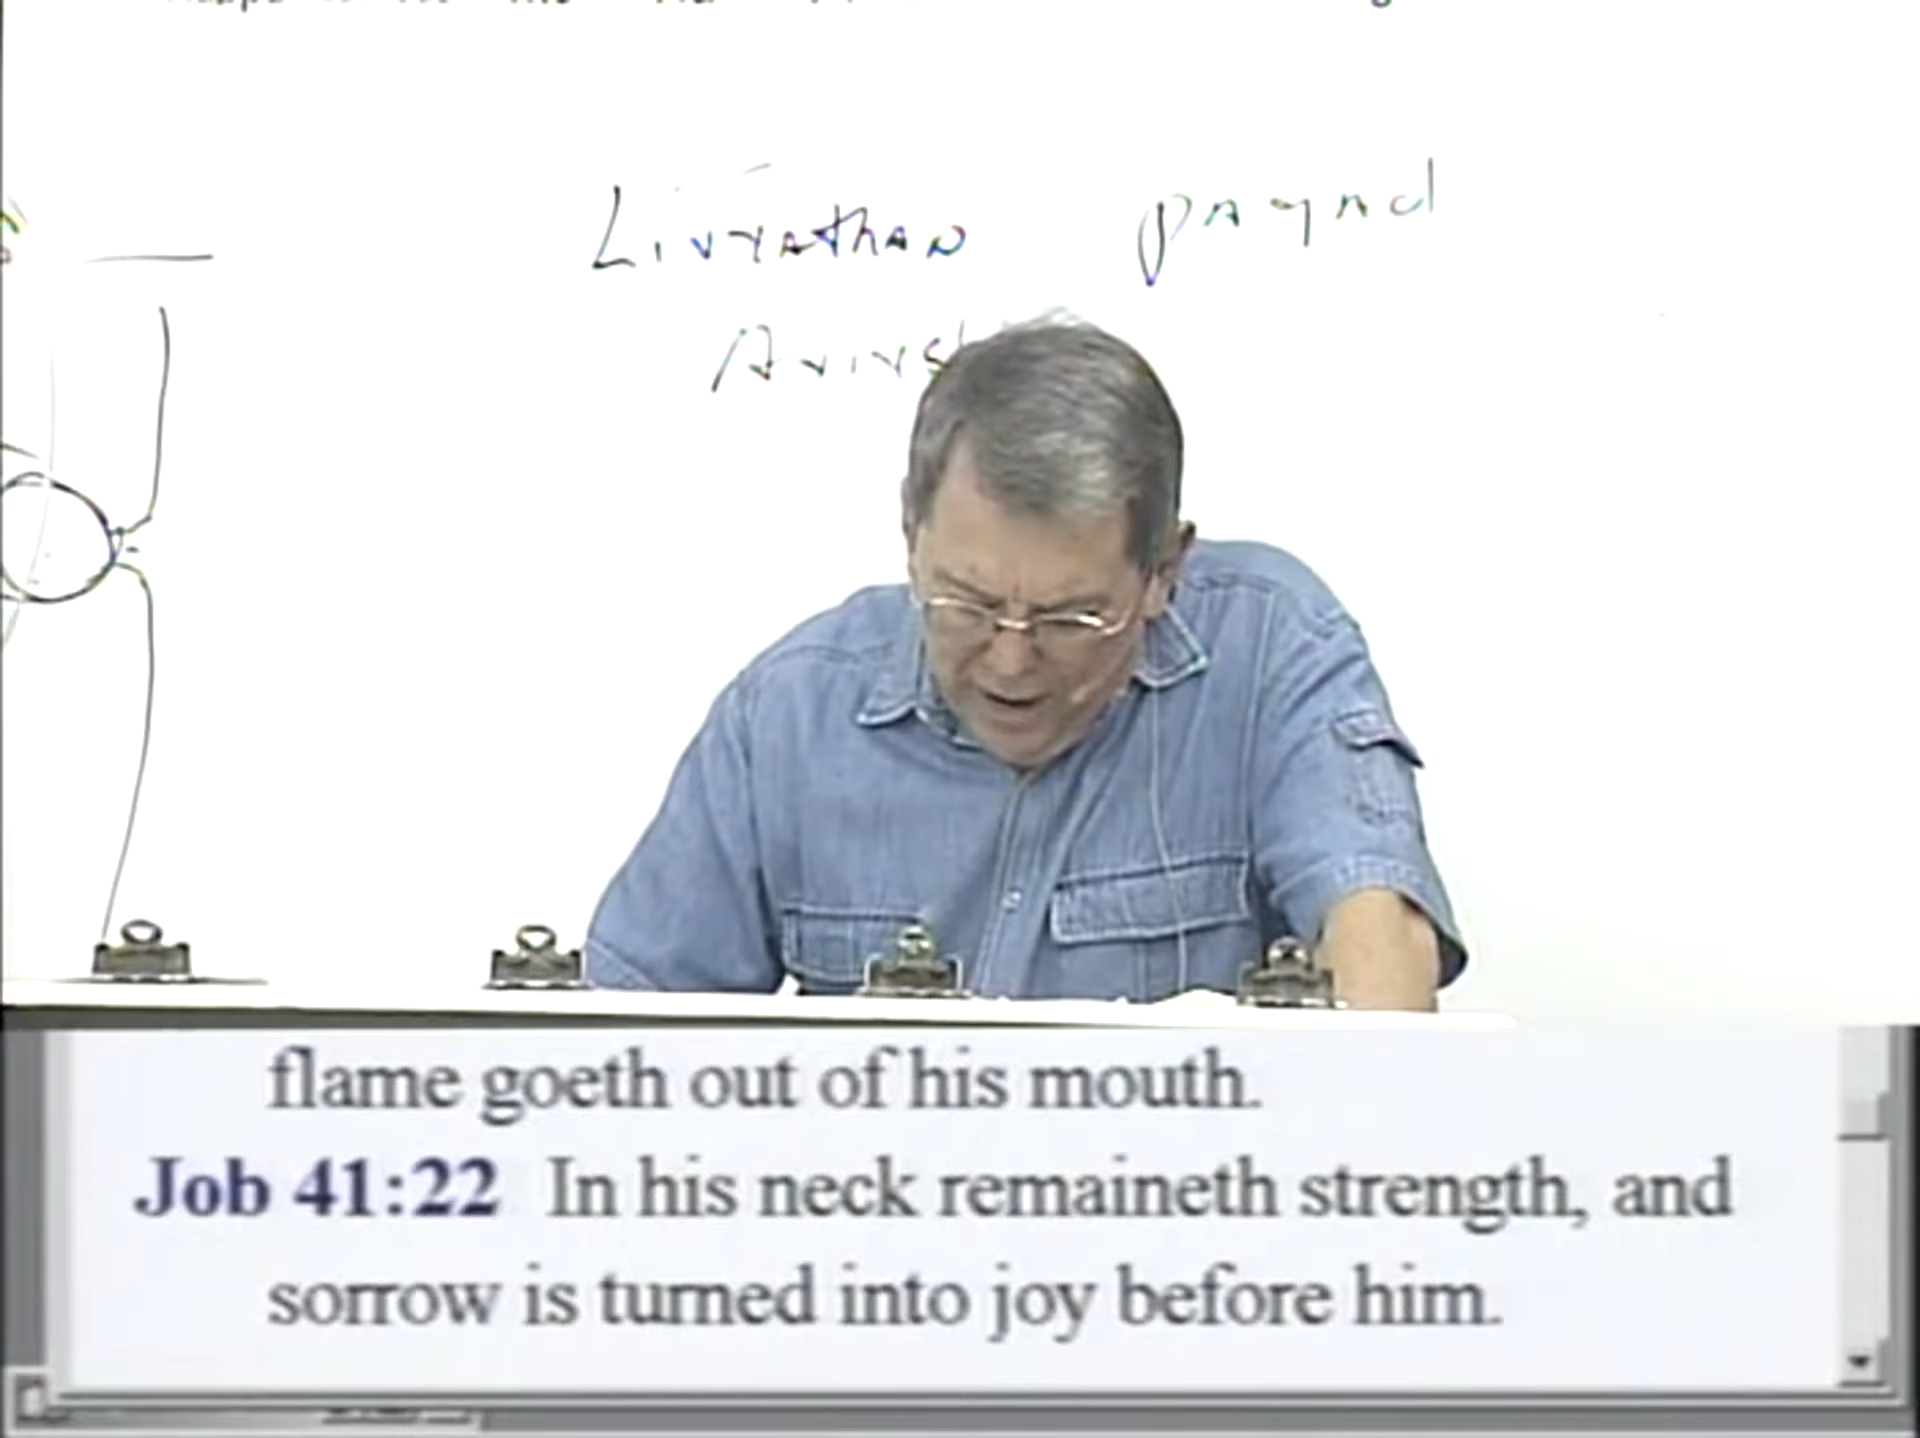 Livyathan payad
flame goeth out of his mouth.
Job 41:22 In his neck remaineth strength, and
sorrow is turned into joy before him.